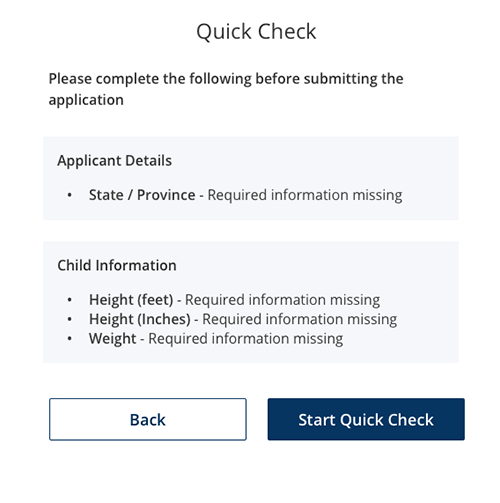 Quick Check
Please complete the following before submitting the
application
Applicant Details
• State / Province - Required information missing
Child Information
• Height (feet) - Required information missing
• Height (Inches) - Required information missing
• Weight - Required information missing
Back
Start Quick Check